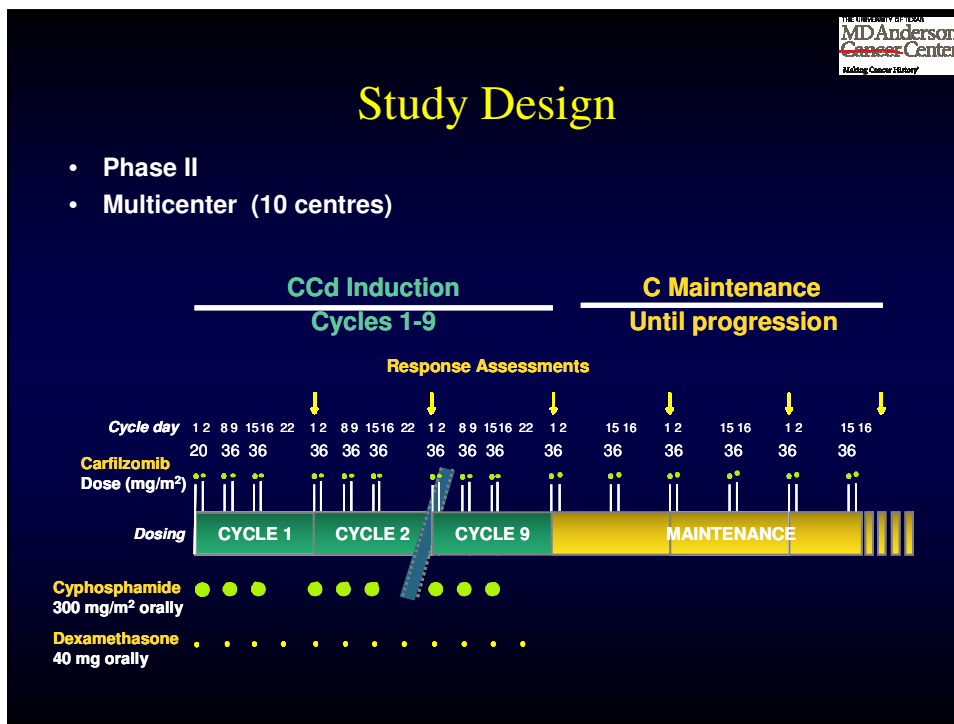 THE UNIVERSITY OF TEXAS
MD Anderson
Cancer Center
Making Cancer History®
Study Design
• Phase II
• Multicenter (10 centres)
CCd Induction
Cycles 1-9
C Maintenance
Until progression
Response Assessments
Cycle day 1 2 8 9 15 16 22 1 2 8 9 15 16 22 1 2 8 9 15 16 22 1 2 15 16 1 2 15 16 1 2 15 16
20 36 36 36 36 36 36 36 36 36 36 36 36 36 36
Carfilzomib
Dose (mg/m²)
Dosing CYCLE 1 CYCLE 2 CYCLE 9 MAINTENANCE
Cyphosphamide
300 mg/m² orally
Dexamethasone
40 mg orally